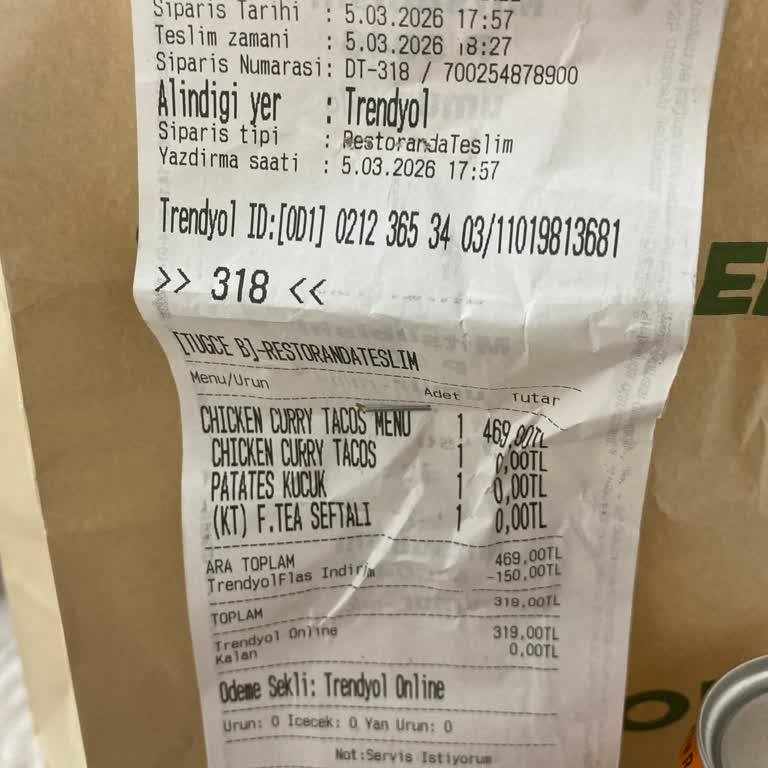 Siparis Tarihi : 5.03.2026 17:57
Teslim zamani : 5.03.2026 18:27
Siparis Numarasi: DT-318 / 700254878900
Alindigi yer : Trendyol
Siparis tipi : RestorandaTeslim
Yazdirma saati : 5.03.2026 17:57
Trendyol ID:[OD1] 0212 365 34 03/11019813681
>> 318 <<
[TUGCE B]-RESTORANDATESLIM
Menu/Urun Adet Tutar
CHICKEN CURRY TACOS MENU 1 469,00TL
CHICKEN CURRY TACOS 1 0,00TL
PATATES KUCUK 1 0,00TL
(KT) F.TEA SEFTALI 1 0,00TL
ARA TOPLAM 469,00TL
TrendyolFlas Indirim -150,00TL
TOPLAM 319,00TL
Trendyol Online 319,00TL
Kalan 0,00TL
Odeme Sekli: Trendyol Online
Urun: 0 Icecek: 0 Yan Urun: 0
Not:Servis Istiyorum